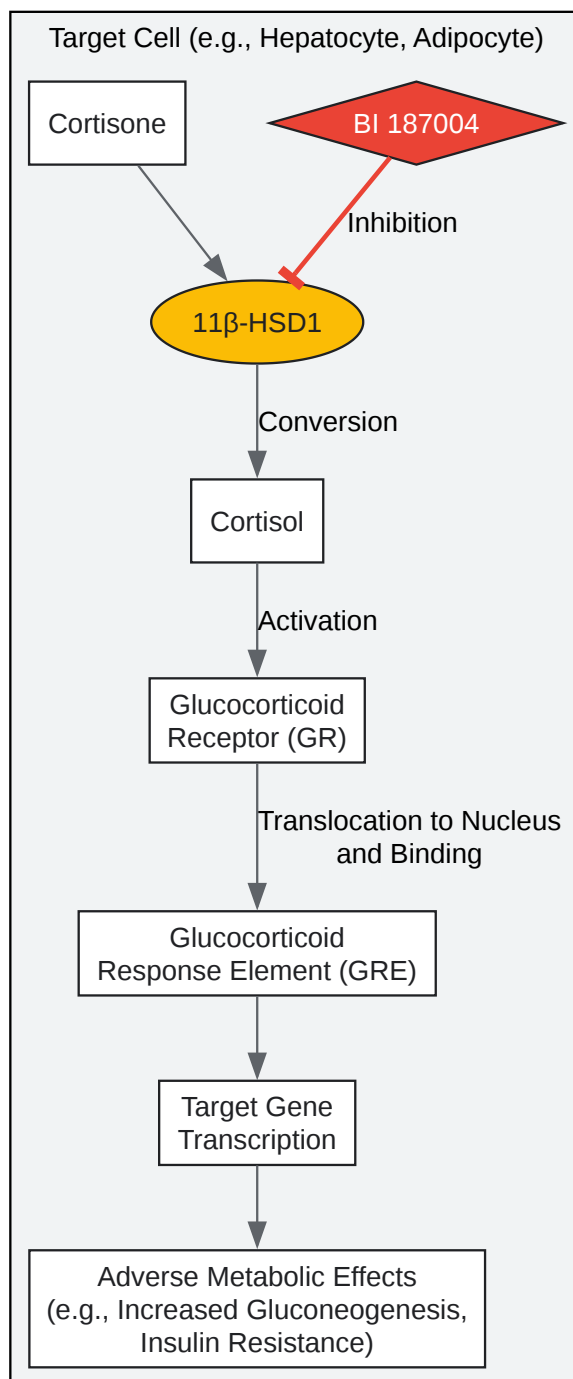 Target Cell (e.g., Hepatocyte, Adipocyte)
Cortisone
BI 187004
Inhibition
11β-HSD1
Conversion
Cortisol
Activation
Glucocorticoid
Receptor (GR)
Translocation to Nucleus
and Binding
Glucocorticoid
Response Element (GRE)
Target Gene
Transcription
Adverse Metabolic Effects
(e.g., Increased Gluconeogenesis,
Insulin Resistance)